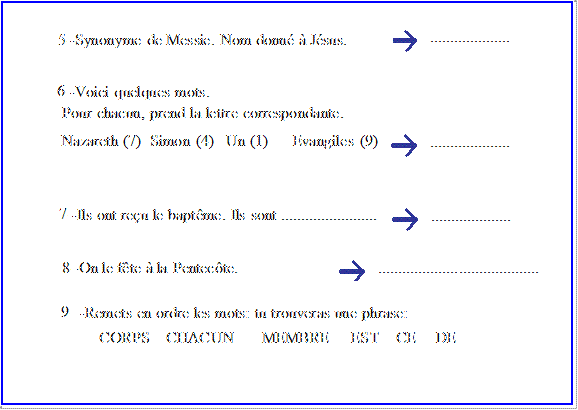 5 -Synonyme de Messie. Nom donné à Jésus. ...................
6 -Voici quelques mots.
Pour chacun, prend la lettre correspondante.
Nazareth (7) Simon (4) Un (1) Evangiles (9) ...................
7 -Ils ont reçu le baptême. Ils sont ....................... ...................
8 -On le fête à la Pentecôte. ......................................
9 -Remets en ordre les mots: tu trouveras une phrase:
CORPS CHACUN MEMBRE EST CE DE